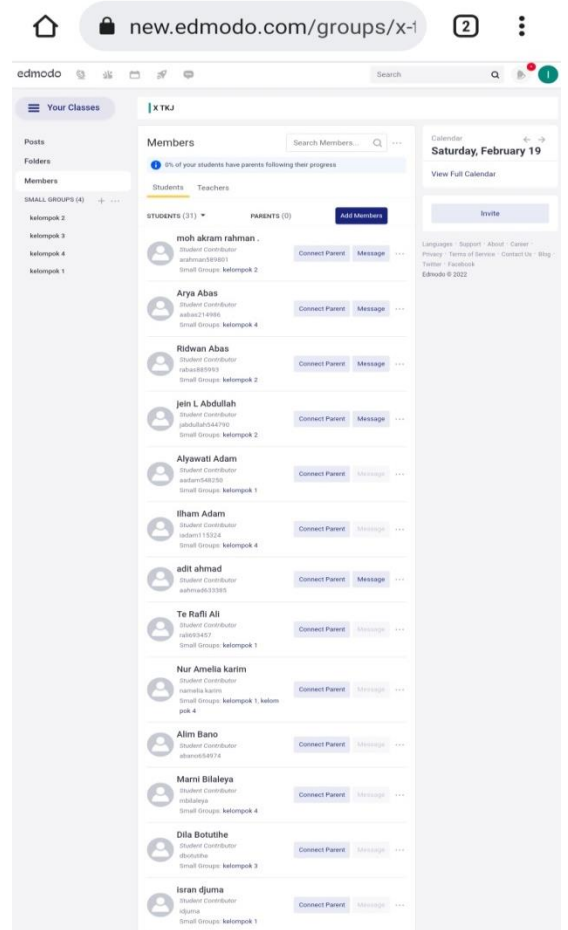 new.edmodo.com/groups/x-t
2
edmodo
Search
Your Classes
X TKJ
Posts
Folders
Members
SMALL GROUPS (4)
kelompok 2
kelompok 3
kelompok 4
kelompok 1
Members
Search Members...
0% of your students have parents following their progress
Students Teachers
STUDENTS (31) PARENTS (0) Add Members
moh akram rahman .
Student Contributor
arahman589801
Small Groups: kelompok 2
Connect Parent Message
Arya Abas
Student Contributor
aabas214986
Small Groups: kelompok 4
Connect Parent Message
Ridwan Abas
Student Contributor
rabas885993
Small Groups: kelompok 2
Connect Parent Message
jein L Abdullah
Student Contributor
jabdullah544790
Small Groups: kelompok 2
Connect Parent Message
Alyawati Adam
Student Contributor
aadam548250
Small Groups: kelompok 1
Connect Parent Message
Ilham Adam
Student Contributor
iadam115324
Small Groups: kelompok 4
Connect Parent Message
adit ahmad
Student Contributor
aahmad633385
Connect Parent Message
Te Rafli Ali
Student Contributor
rali693457
Small Groups: kelompok 1
Connect Parent Message
Nur Amelia karim
Student Contributor
namelia.karim
Small Groups: kelompok 1, kelom
pok 4
Connect Parent Message
Alim Bano
Student Contributor
abano654974
Connect Parent Message
Marni Bilaleya
Student Contributor
mbilaleya
Small Groups: kelompok 4
Connect Parent Message
Dila Botutihe
Student Contributor
dbotutihe
Small Groups: kelompok 3
Connect Parent Message
isran djuma
Student Contributor
idjuma
Small Groups: kelompok 1
Connect Parent Message
Calendar
Saturday, February 19
View Full Calendar
Invite
Languages · Support · About · Career ·
Privacy · Terms of Service · Contact Us · Blog ·
Twitter · Facebook
Edmodo © 2022
I